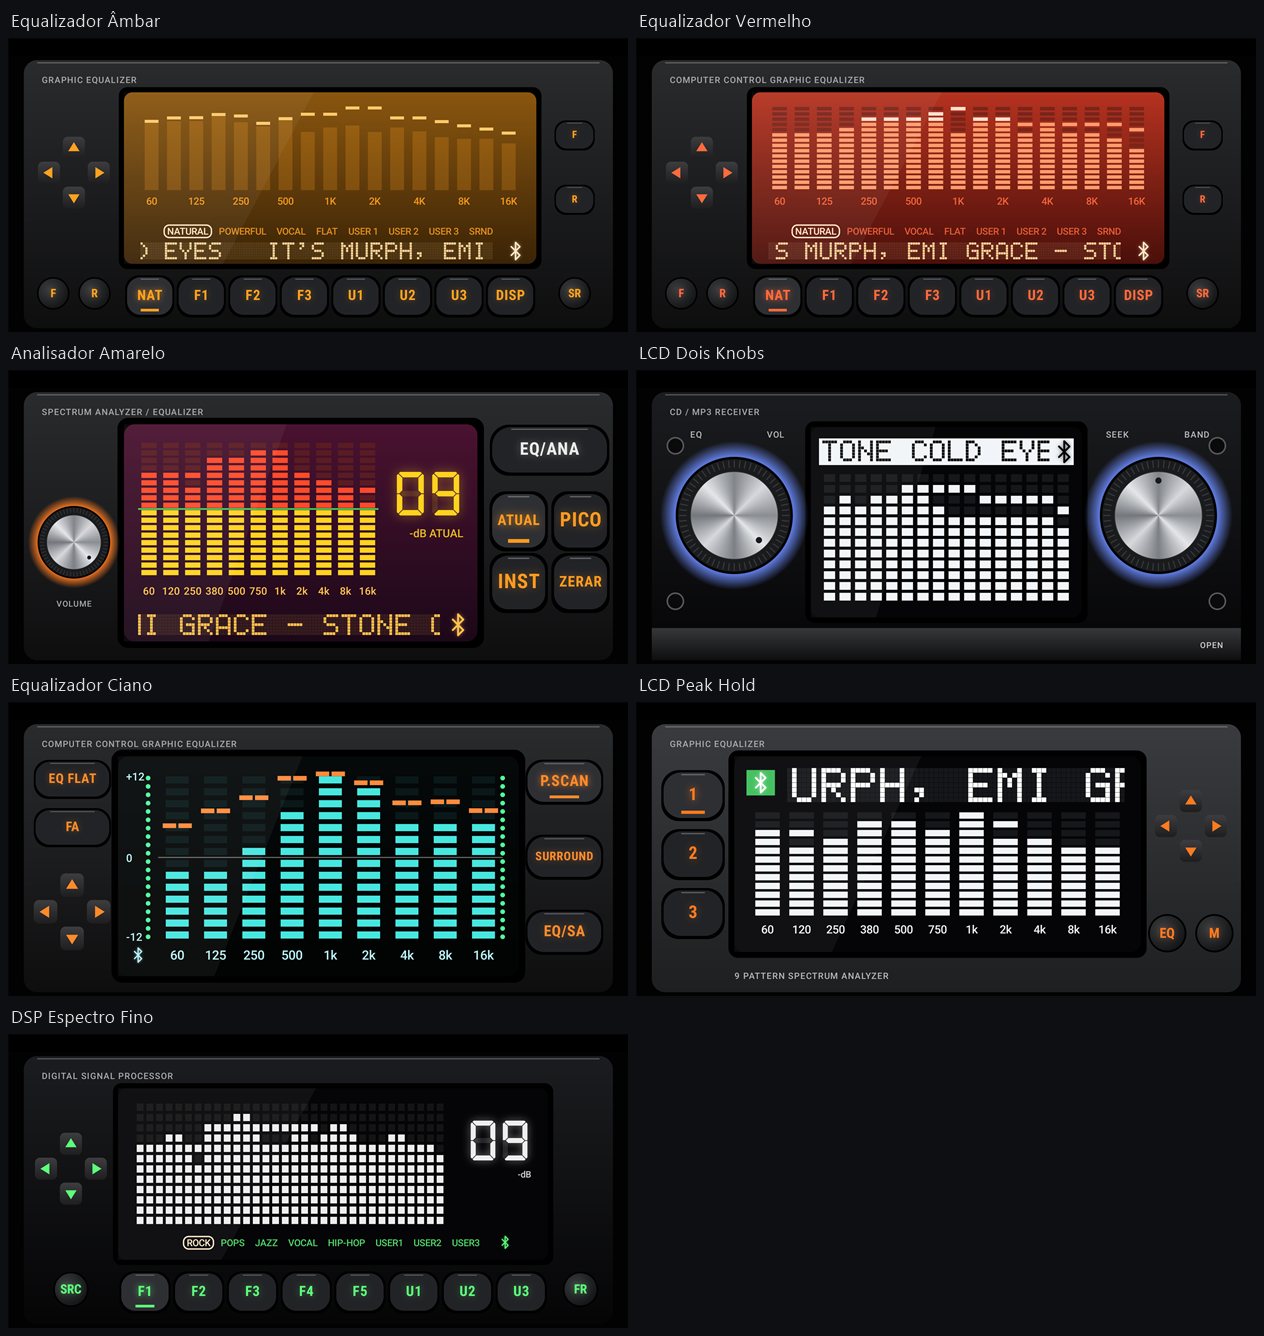 Equalizador Âmbar
GRAPHIC EQUALIZER
F
R
60 125 250 500 1K 2K 4K 8K 16K
NATURAL POWERFUL VOCAL FLAT USER 1 USER 2 USER 3 SRND
) EYES IT'S MURPH, EMI
F R NAT F1 F2 F3 U1 U2 U3 DISP SR
Equalizador Vermelho
COMPUTER CONTROL GRAPHIC EQUALIZER
F
R
60 125 250 500 1K 2K 4K 8K 16K
NATURAL POWERFUL VOCAL FLAT USER 1 USER 2 USER 3 SRND
S MURPH, EMI GRACE - STO
F R NAT F1 F2 F3 U1 U2 U3 DISP SR
Analisador Amarelo
SPECTRUM ANALYZER / EQUALIZER
EQ/ANA
09
-dB ATUAL
ATUAL PICO
INST ZERAR
VOLUME
60 120 250 380 500 750 1k 2k 4k 8k 16k
GRACE - STONE
LCD Dois Knobs
CD / MP3 RECEIVER
EQ VOL
SEEK BAND
TONE COLD EYE
OPEN
Equalizador Ciano
COMPUTER CONTROL GRAPHIC EQUALIZER
EQ FLAT
FA
+12
0
-12
60 125 250 500 1k 2k 4k 8k 16k
P.SCAN
SURROUND
EQ/SA
LCD Peak Hold
GRAPHIC EQUALIZER
1
2
3
URPH, EMI GR
60 120 250 380 500 750 1k 2k 4k 8k 16k
EQ M
9 PATTERN SPECTRUM ANALYZER
DSP Espectro Fino
DIGITAL SIGNAL PROCESSOR
09
-dB
ROCK POPS JAZZ VOCAL HIP-HOP USER1 USER2 USER3
SRC F1 F2 F3 F4 F5 U1 U2 U3 FR